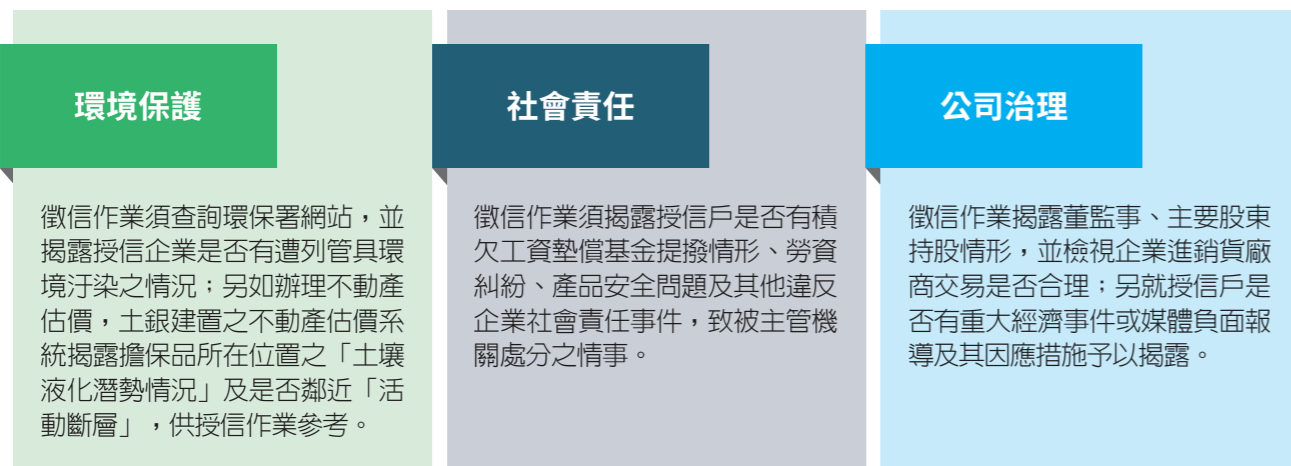 環境保護
徵信作業須查詢環保署網站，並
揭露授信企業是否有遭列管具環
境汙染之情況；另如辦理不動產
估價，土銀建置之不動產估價系
統揭露擔保品所在位置之「土壤
液化潛勢情況」及是否鄰近「活
動斷層」，供授信作業參考。
社會責任
徵信作業須揭露授信戶是否有積
欠工資墊償基金提撥情形、勞資
糾紛、產品安全問題及其他違反
企業社會責任事件，致被主管機
關處分之情事。
公司治理
徵信作業揭露董監事、主要股東
持股情形，並檢視企業進銷貨廠
商交易是否合理；另就授信戶是
否有重大經濟事件或媒體負面報
導及其因應措施予以揭露。